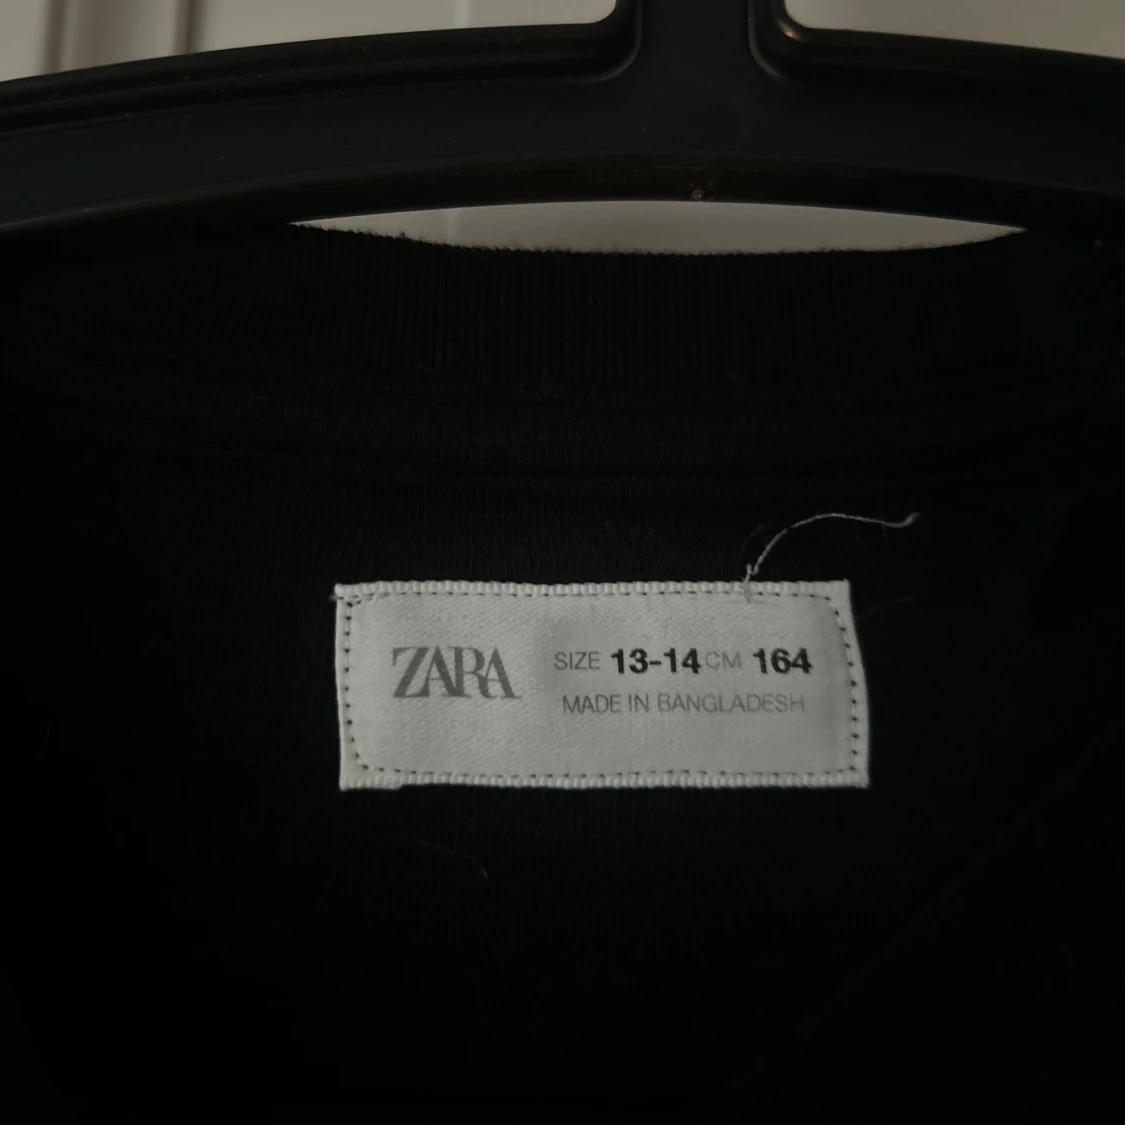 ZARA
SIZE 13-14 CM 164
MADE IN BANGLADESH